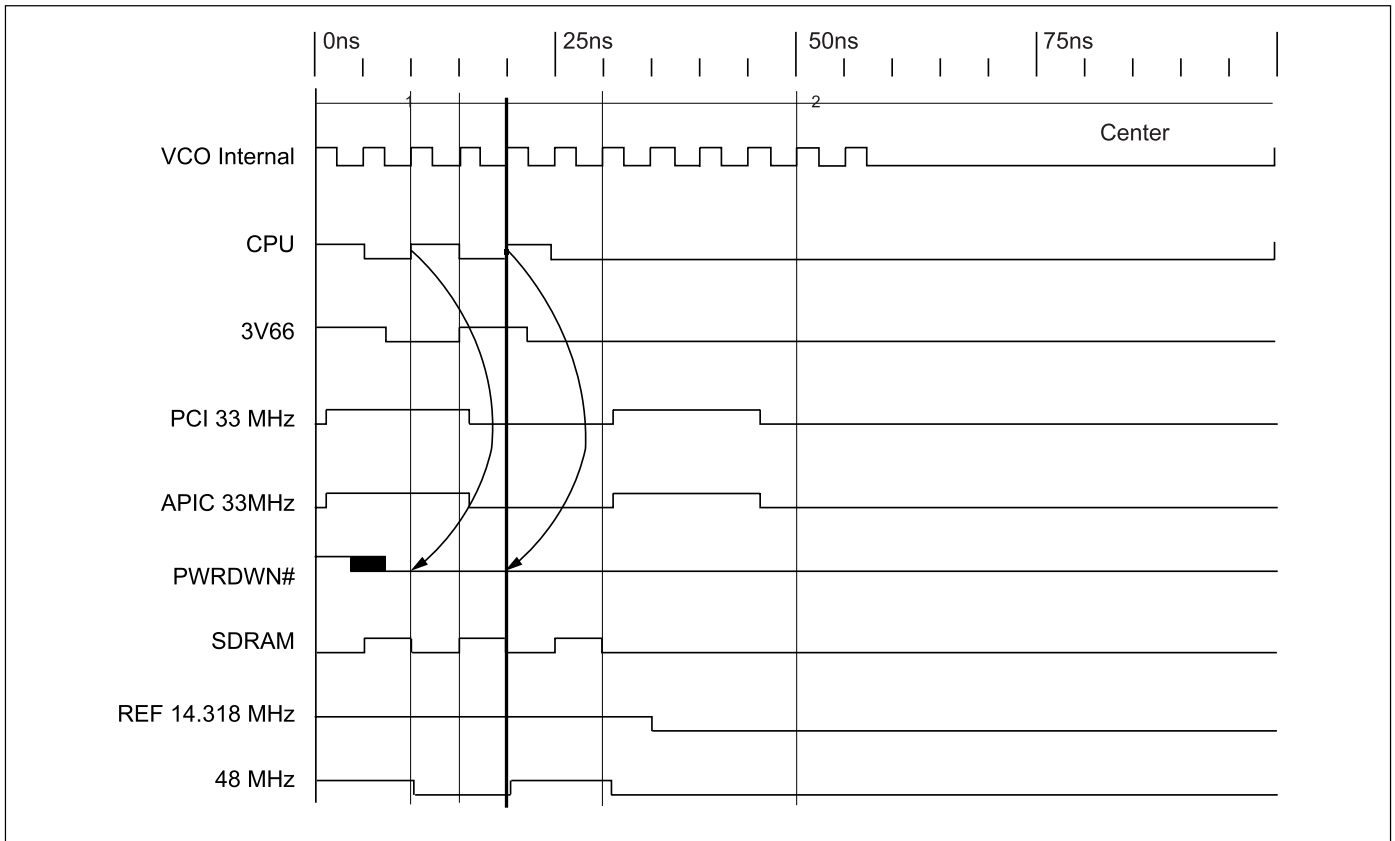 0ns 25ns 50ns 75ns
1 2
Center
VCO Internal
CPU
3V66
PCI 33 MHz
APIC 33MHz
PWRDWN#
SDRAM
REF 14.318 MHz
48 MHz